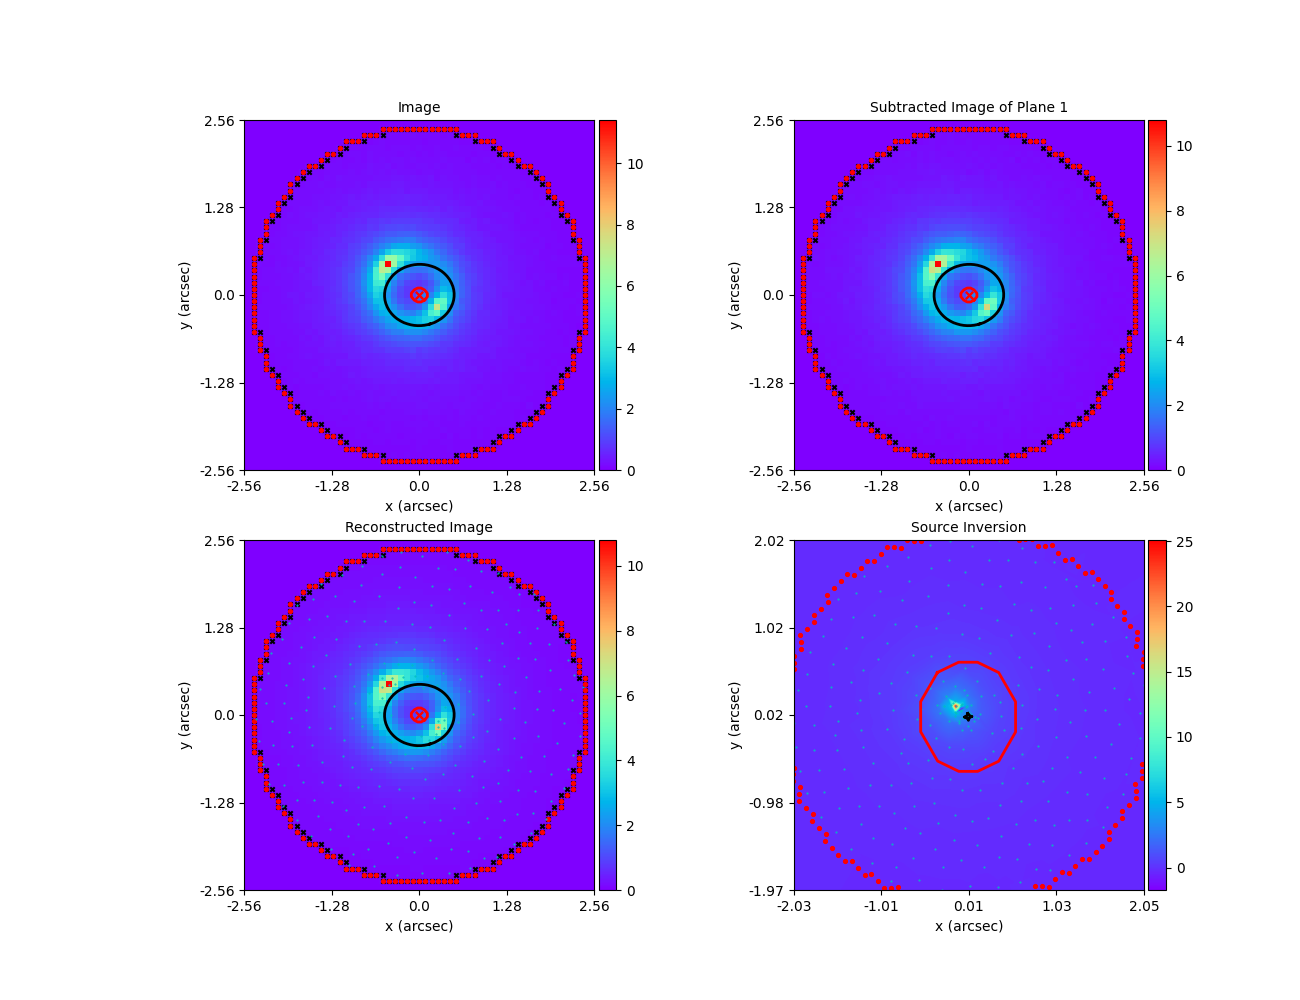 Image
2.56
1.28
0.0
-1.28
-2.56
y (arcsec)
-2.56 -1.28 0.0 1.28 2.56
x (arcsec)
10
8
6
4
2
0
Subtracted Image of Plane 1
2.56
1.28
0.0
-1.28
-2.56
y (arcsec)
-2.56 -1.28 0.0 1.28 2.56
x (arcsec)
10
8
6
4
2
0
Reconstructed Image
2.56
1.28
0.0
-1.28
-2.56
y (arcsec)
-2.56 -1.28 0.0 1.28 2.56
x (arcsec)
10
8
6
4
2
0
Source Inversion
2.02
1.02
0.02
-0.98
-1.97
y (arcsec)
-2.03 -1.01 0.01 1.03 2.05
x (arcsec)
25
20
15
10
5
0